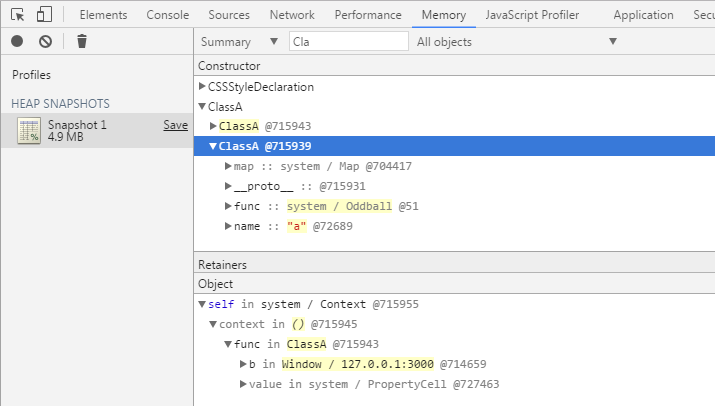 Elements Console Sources Network Performance Memory JavaScript Profiler Application Secu
Summary Cla All objects
Profiles
HEAP SNAPSHOTS
Snapshot 1 Save
4.9 MB
Constructor
CSSStyleDeclaration
ClassA
ClassA @715943
ClassA @715939
map :: system / Map @704417
__proto__ :: @715931
func :: system / Oddball @51
name :: "a" @72689
Retainers
Object
self in system / Context @715955
context in () @715945
func in ClassA @715943
b in Window / 127.0.0.1:3000 @714659
value in system / PropertyCell @727463